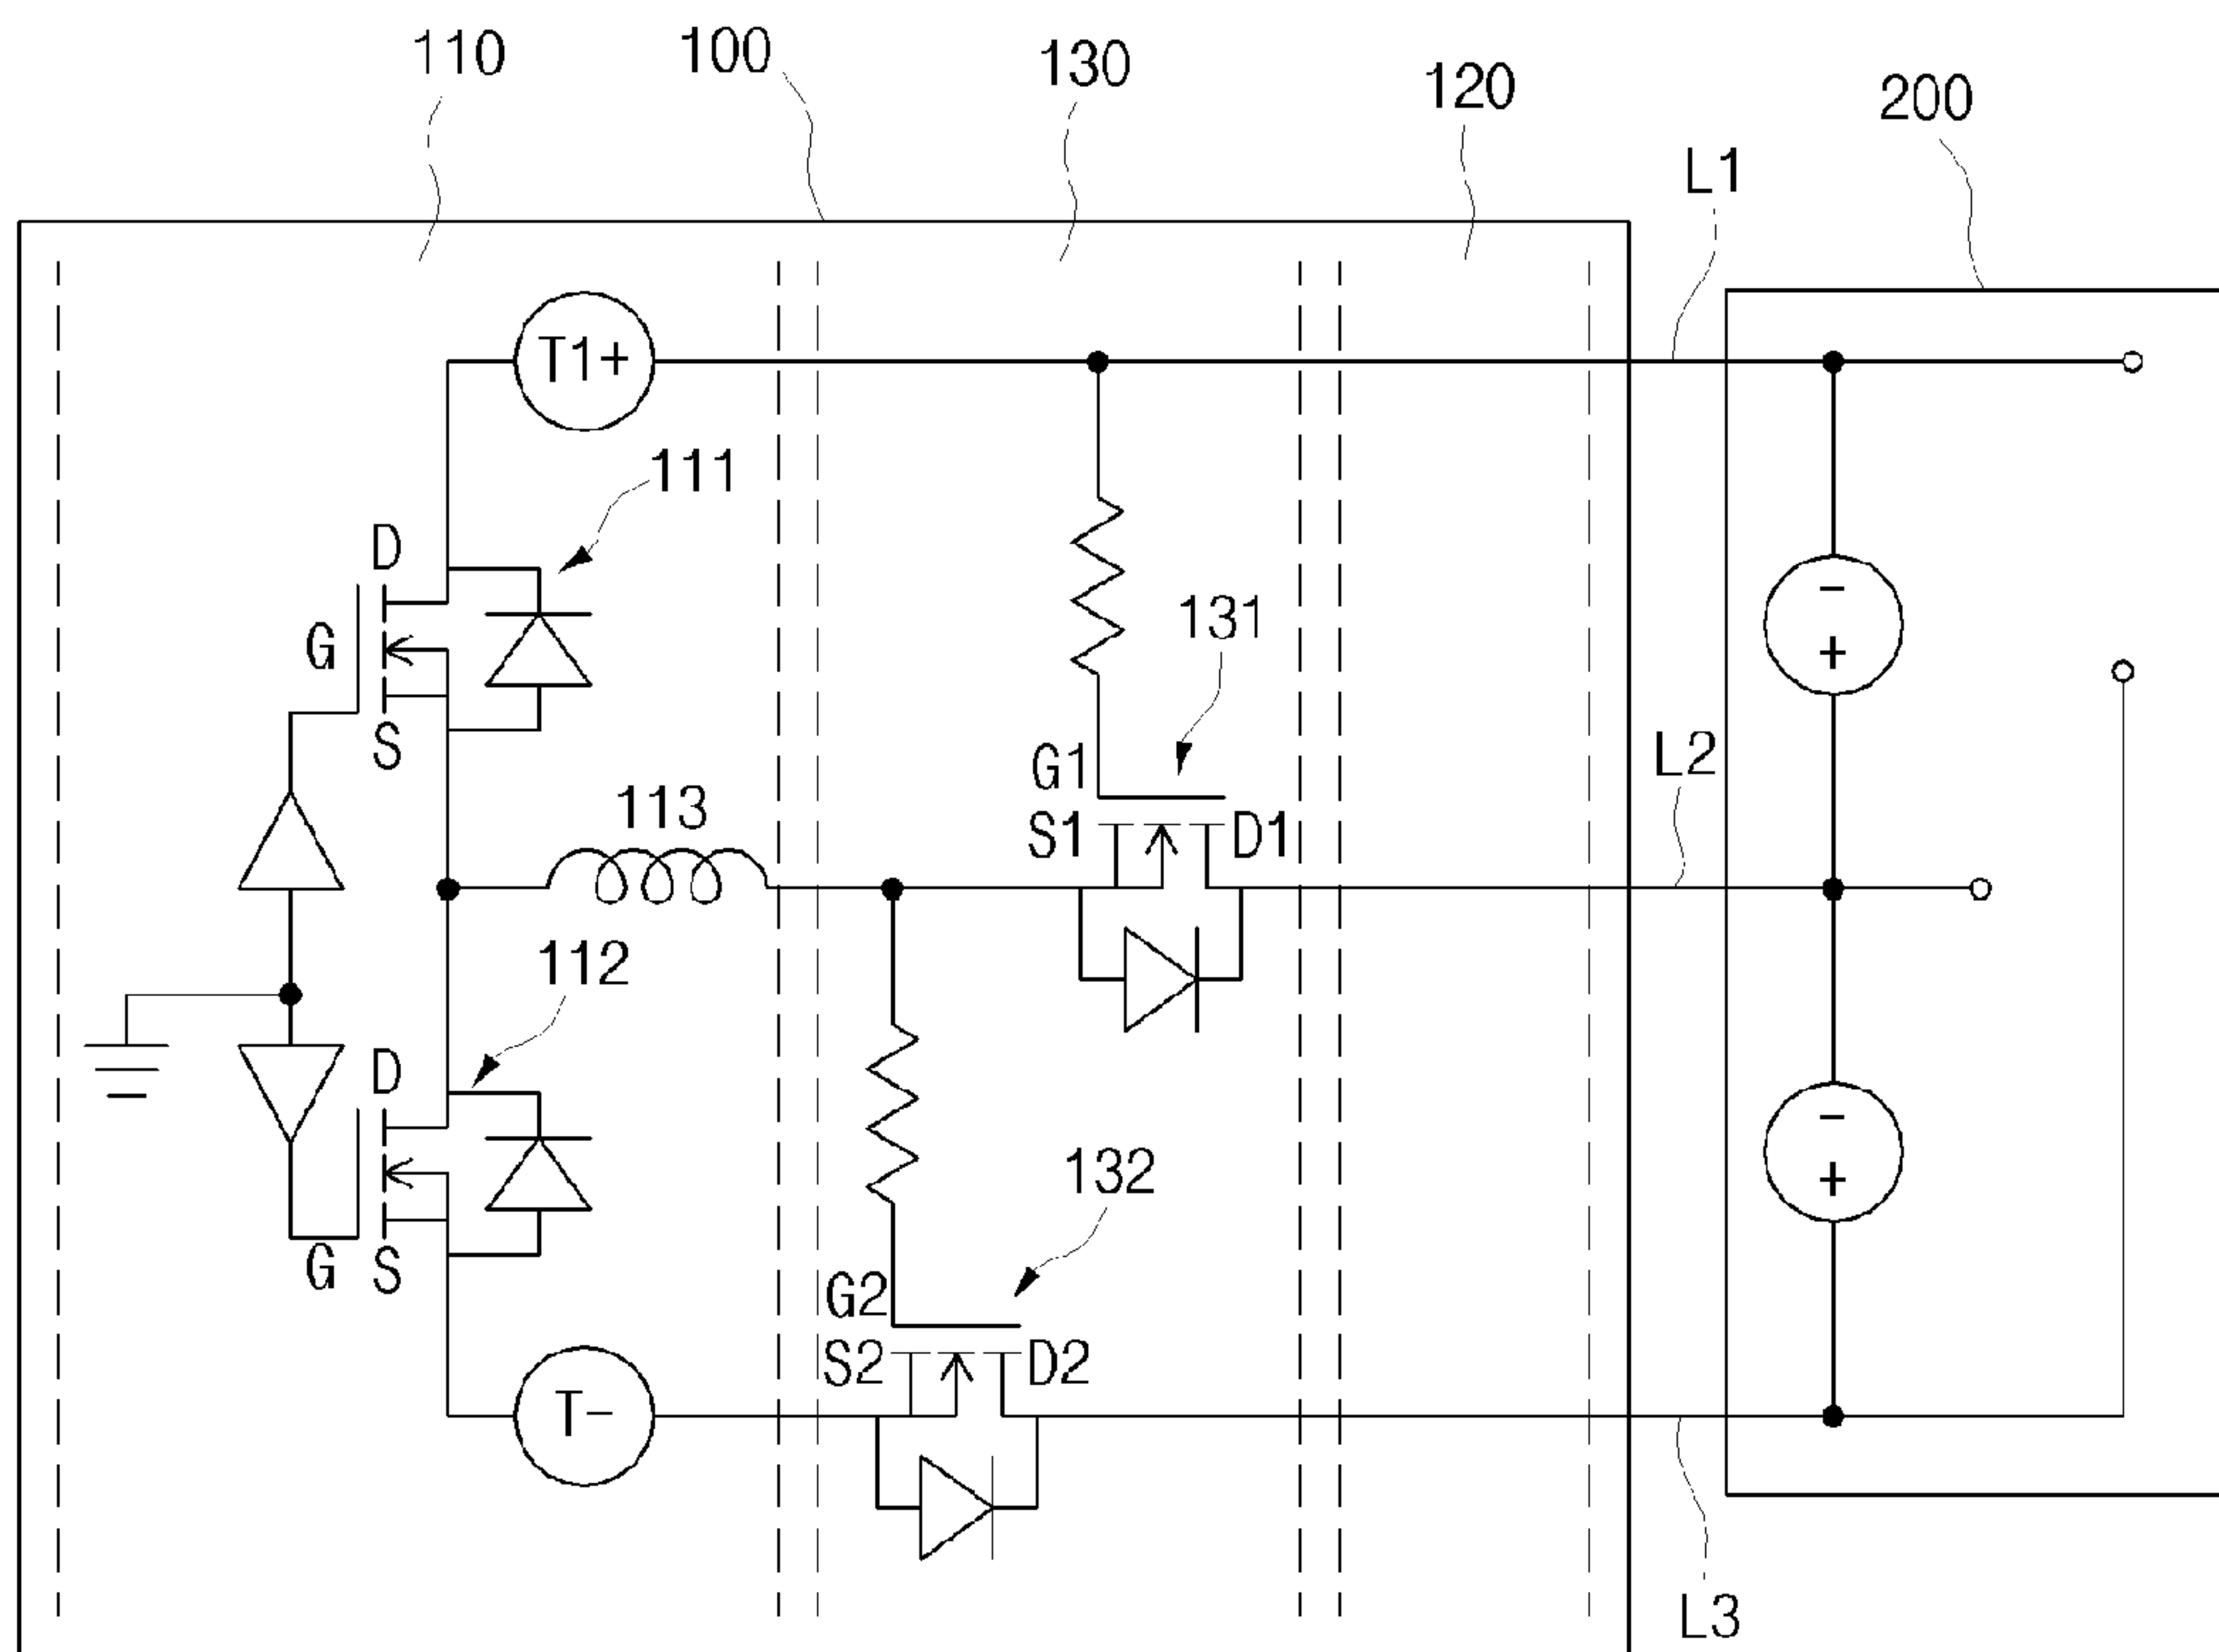 110
100
130
120
200
L1
T1+
111
D
G
S
131
G1
S1
D1
L2
113
-
+
112
D
G
S
132
G2
S2
D2
-
+
T-
L3